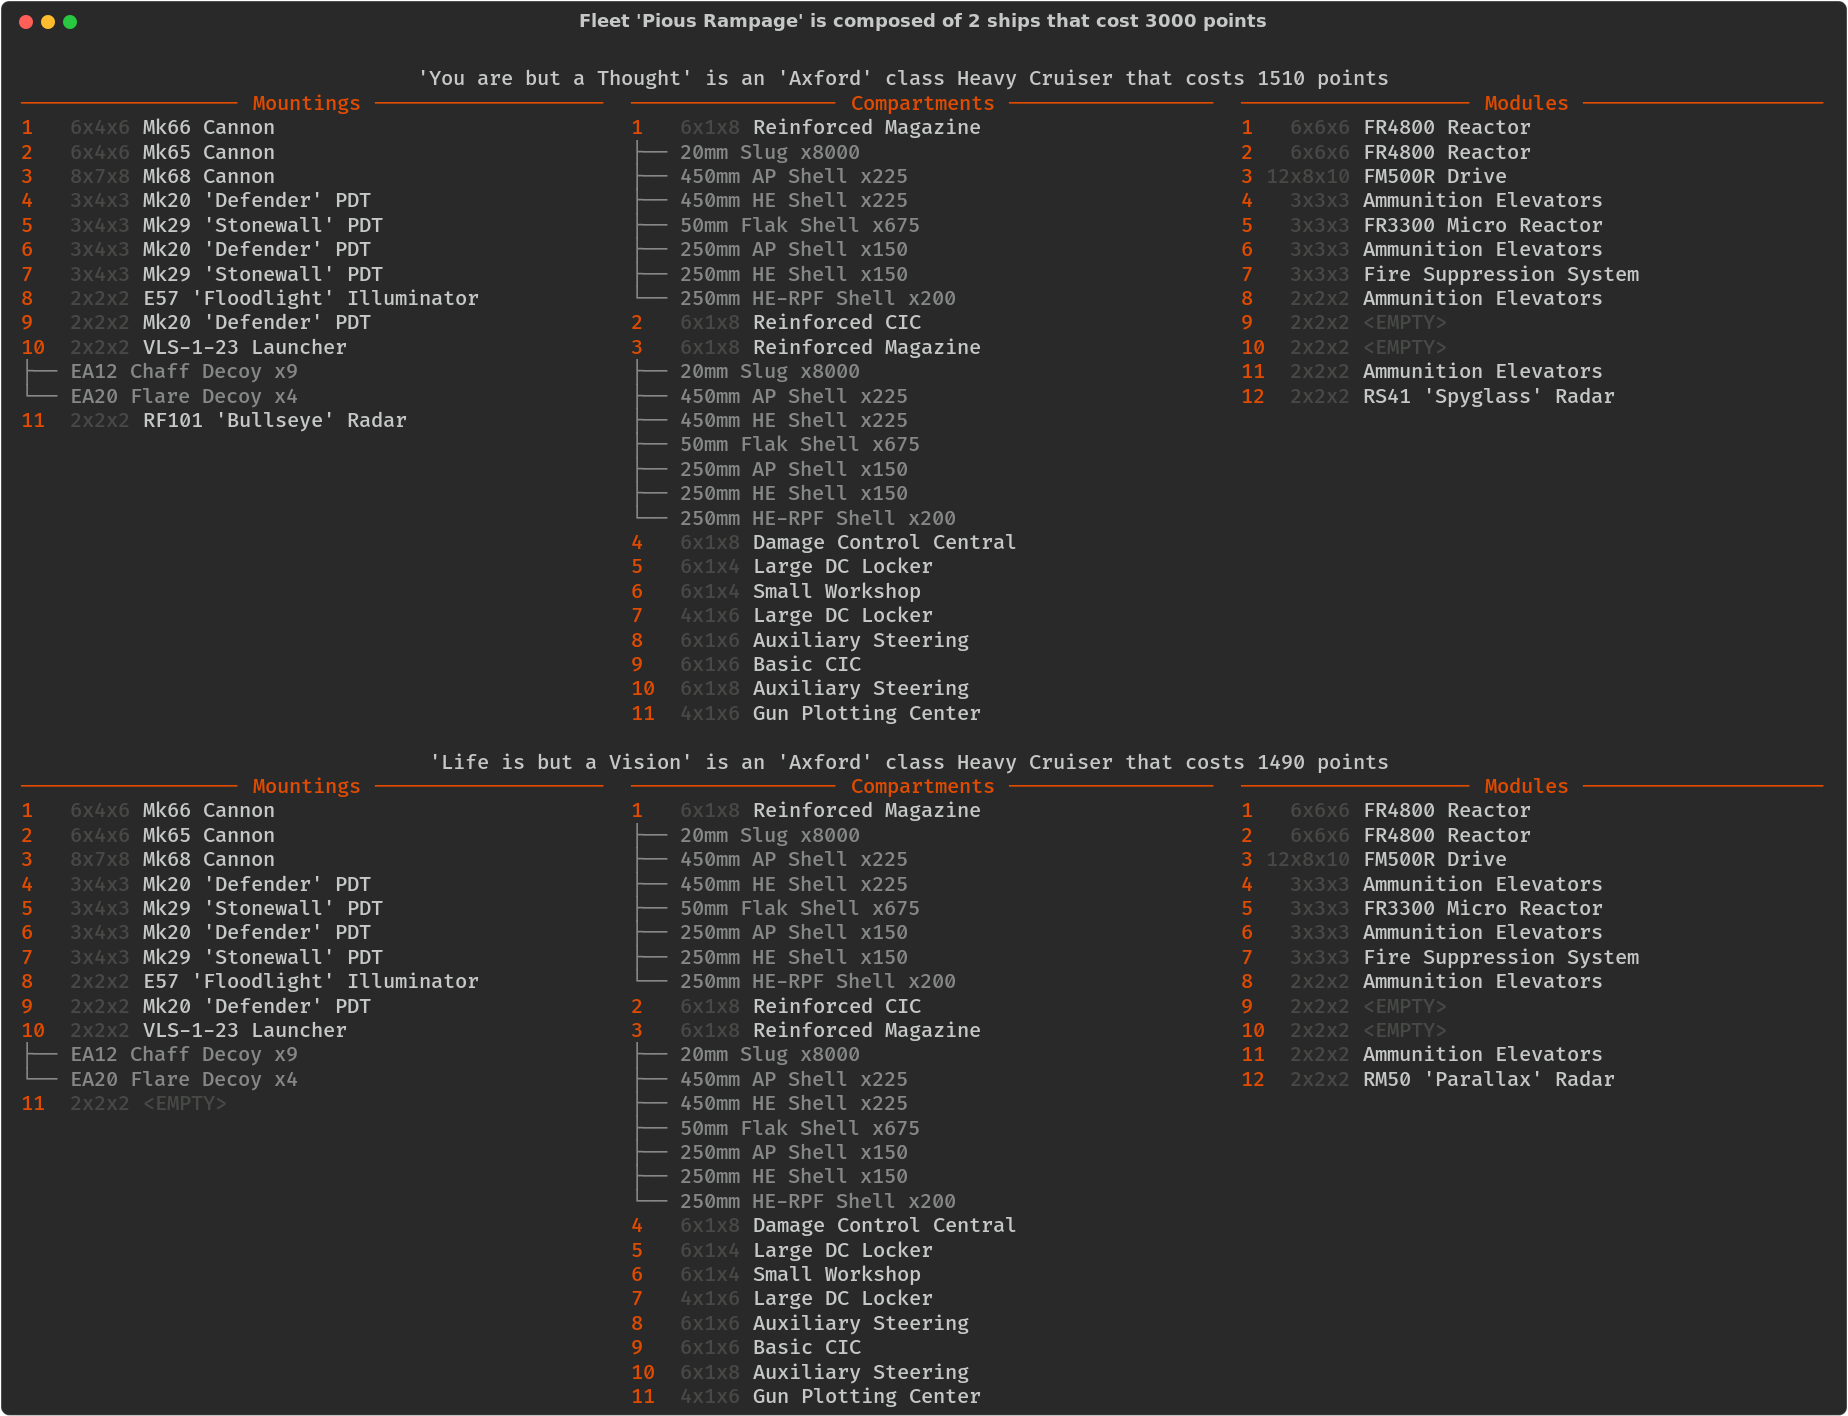 Fleet 'Pious Rampage' is composed of 2 ships that cost 3000 points
'You are but a Thought' is an 'Axford' class Heavy Cruiser that costs 1510 points
Mountings
1 6x4x6 Mk66 Cannon
2 6x4x6 Mk65 Cannon
3 8x7x8 Mk68 Cannon
4 3x4x3 Mk20 'Defender' PDT
5 3x4x3 Mk29 'Stonewall' PDT
6 3x4x3 Mk20 'Defender' PDT
7 3x4x3 Mk29 'Stonewall' PDT
8 2x2x2 E57 'Floodlight' Illuminator
9 2x2x2 Mk20 'Defender' PDT
10 2x2x2 VLS-1-23 Launcher
EA12 Chaff Decoy x9
EA20 Flare Decoy x4
11 2x2x2 RF101 'Bullseye' Radar
Compartments
1 6x1x8 Reinforced Magazine
20mm Slug x8000
450mm AP Shell x225
450mm HE Shell x225
50mm Flak Shell x675
250mm AP Shell x150
250mm HE Shell x150
250mm HE-RPF Shell x200
2 6x1x8 Reinforced CIC
3 6x1x8 Reinforced Magazine
20mm Slug x8000
450mm AP Shell x225
450mm HE Shell x225
50mm Flak Shell x675
250mm AP Shell x150
250mm HE Shell x150
250mm HE-RPF Shell x200
4 6x1x8 Damage Control Central
5 6x1x4 Large DC Locker
6 6x1x4 Small Workshop
7 4x1x6 Large DC Locker
8 6x1x6 Auxiliary Steering
9 6x1x6 Basic CIC
10 6x1x8 Auxiliary Steering
11 4x1x6 Gun Plotting Center
Modules
1 6x6x6 FR4800 Reactor
2 6x6x6 FR4800 Reactor
3 12x8x10 FM500R Drive
4 3x3x3 Ammunition Elevators
5 3x3x3 FR3300 Micro Reactor
6 3x3x3 Ammunition Elevators
7 3x3x3 Fire Suppression System
8 2x2x2 Ammunition Elevators
9 2x2x2 <EMPTY>
10 2x2x2 <EMPTY>
11 2x2x2 Ammunition Elevators
12 2x2x2 RS41 'Spyglass' Radar
'Life is but a Vision' is an 'Axford' class Heavy Cruiser that costs 1490 points
Mountings
1 6x4x6 Mk66 Cannon
2 6x4x6 Mk65 Cannon
3 8x7x8 Mk68 Cannon
4 3x4x3 Mk20 'Defender' PDT
5 3x4x3 Mk29 'Stonewall' PDT
6 3x4x3 Mk20 'Defender' PDT
7 3x4x3 Mk29 'Stonewall' PDT
8 2x2x2 E57 'Floodlight' Illuminator
9 2x2x2 Mk20 'Defender' PDT
10 2x2x2 VLS-1-23 Launcher
EA12 Chaff Decoy x9
EA20 Flare Decoy x4
11 2x2x2 <EMPTY>
Compartments
1 6x1x8 Reinforced Magazine
20mm Slug x8000
450mm AP Shell x225
450mm HE Shell x225
50mm Flak Shell x675
250mm AP Shell x150
250mm HE Shell x150
250mm HE-RPF Shell x200
2 6x1x8 Reinforced CIC
3 6x1x8 Reinforced Magazine
20mm Slug x8000
450mm AP Shell x225
450mm HE Shell x225
50mm Flak Shell x675
250mm AP Shell x150
250mm HE Shell x150
250mm HE-RPF Shell x200
4 6x1x8 Damage Control Central
5 6x1x4 Large DC Locker
6 6x1x4 Small Workshop
7 4x1x6 Large DC Locker
8 6x1x6 Auxiliary Steering
9 6x1x6 Basic CIC
10 6x1x8 Auxiliary Steering
11 4x1x6 Gun Plotting Center
Modules
1 6x6x6 FR4800 Reactor
2 6x6x6 FR4800 Reactor
3 12x8x10 FM500R Drive
4 3x3x3 Ammunition Elevators
5 3x3x3 FR3300 Micro Reactor
6 3x3x3 Ammunition Elevators
7 3x3x3 Fire Suppression System
8 2x2x2 Ammunition Elevators
9 2x2x2 <EMPTY>
10 2x2x2 <EMPTY>
11 2x2x2 Ammunition Elevators
12 2x2x2 RM50 'Parallax' Radar